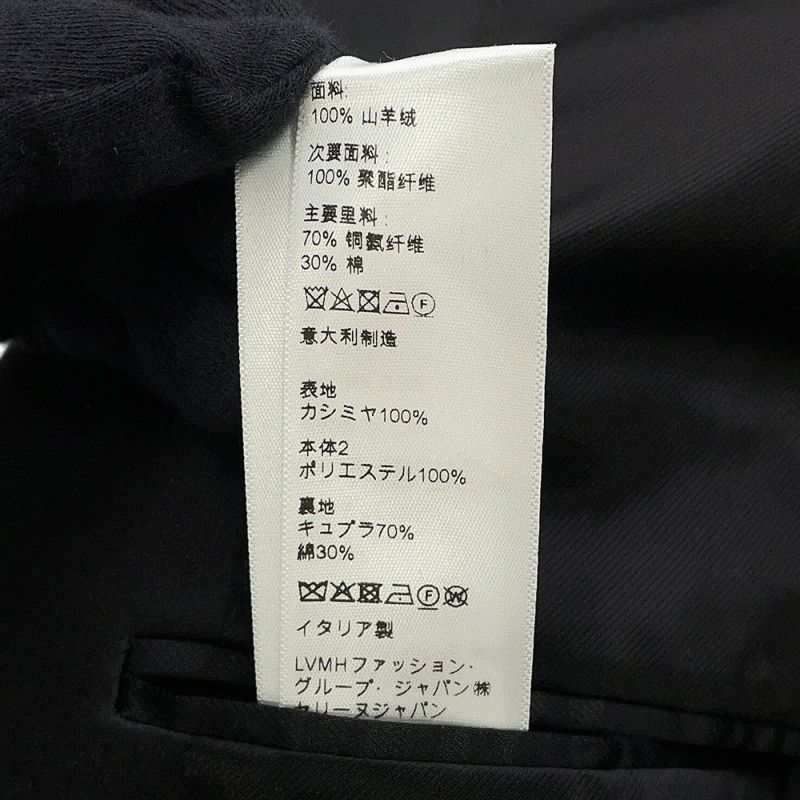 面料:
100% 山羊绒
次要面料:
100% 聚酯纤维
主要里料:
70% 铜氨纤维
30% 棉
F
意大利制造
表地
カシミヤ100%
本体2
ポリエステル100%
裏地
キュプラ70%
綿30%
F W
イタリア製
LVMHファッション・
グループ・ジャパン㈱
セリーヌジャパン